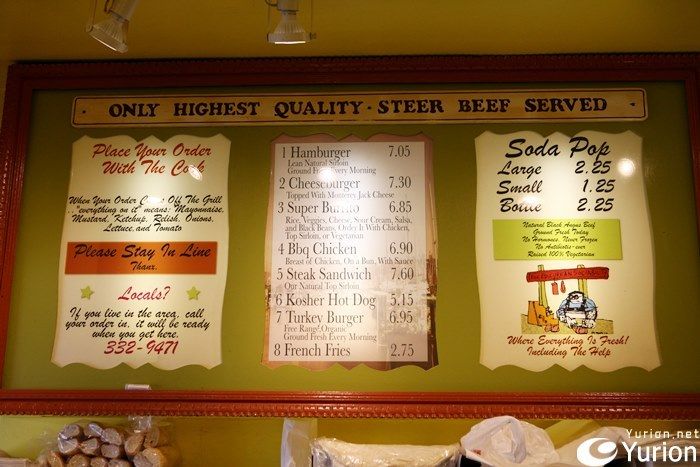 ONLY HIGHEST QUALITY - STEER BEEF SERVED
Place Your Order
With The Cook
When Your Order Comes Off The Grill
.."everything on it" means: Mayonnaise,
Mustard, Ketchup, Relish, Onions,
Lettuce, and Tomato
Please Stay In Line
Thanx.
Locals?
If you live in the area, call
your order in, it will be ready
when you get here.
332-9471
1 Hamburger 7.05
Lean Natural Sirloin
Ground Fresh Every Morning
2 Cheeseburger 7.30
Topped With Monterey Jack Cheese
3 Super Burrito 6.85
Rice, Veggies, Cheese, Sour Cream, Salsa,
and Black Beans, Order It With Chicken,
Top Sirloin, or Vegetarian
4 Bbq Chicken 6.90
Breast of Chicken, On a Bun, With Sauce
5 Steak Sandwich 7.60
Our Natural Top Sirloin
6 Kosher Hot Dog 5.15
7 Turkey Burger 6.95
Free Range, Organic
Ground Fresh Every Morning
8 French Fries 2.75
Soda Pop
Large 2.25
Small 1.25
Bottle 2.25
Natural Black Angus Beef
Ground Fresh Today
No Hormones, Never Frozen
No Antibiotics-ever
Raised 100% Vegetarian
Where Everything Is Fresh!
Including The Help
Yurion.net
Yurion